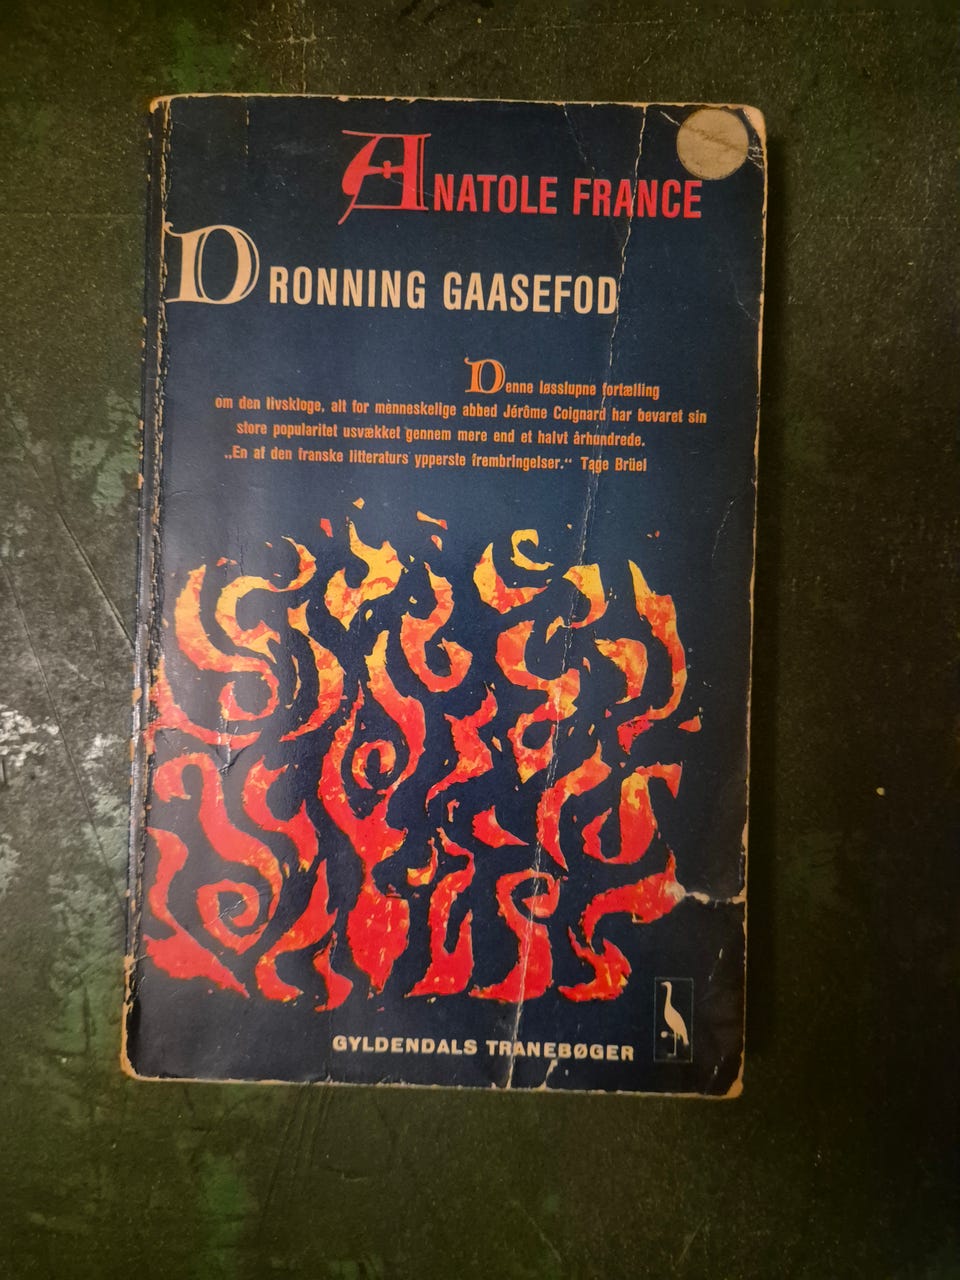 ANATOLE FRANCE
DRONNING GAASEFOD
Denne løsslupne fortælling
om den livskloge, alt for menneskelige abbed Jérôme Coignard har bevaret sin
store popularitet usvækket gennem mere end et halvt århundrede.
„En af den franske litteraturs ypperste frembringelser.“ Tage Brüel
GYLDENDALS TRANEBØGER